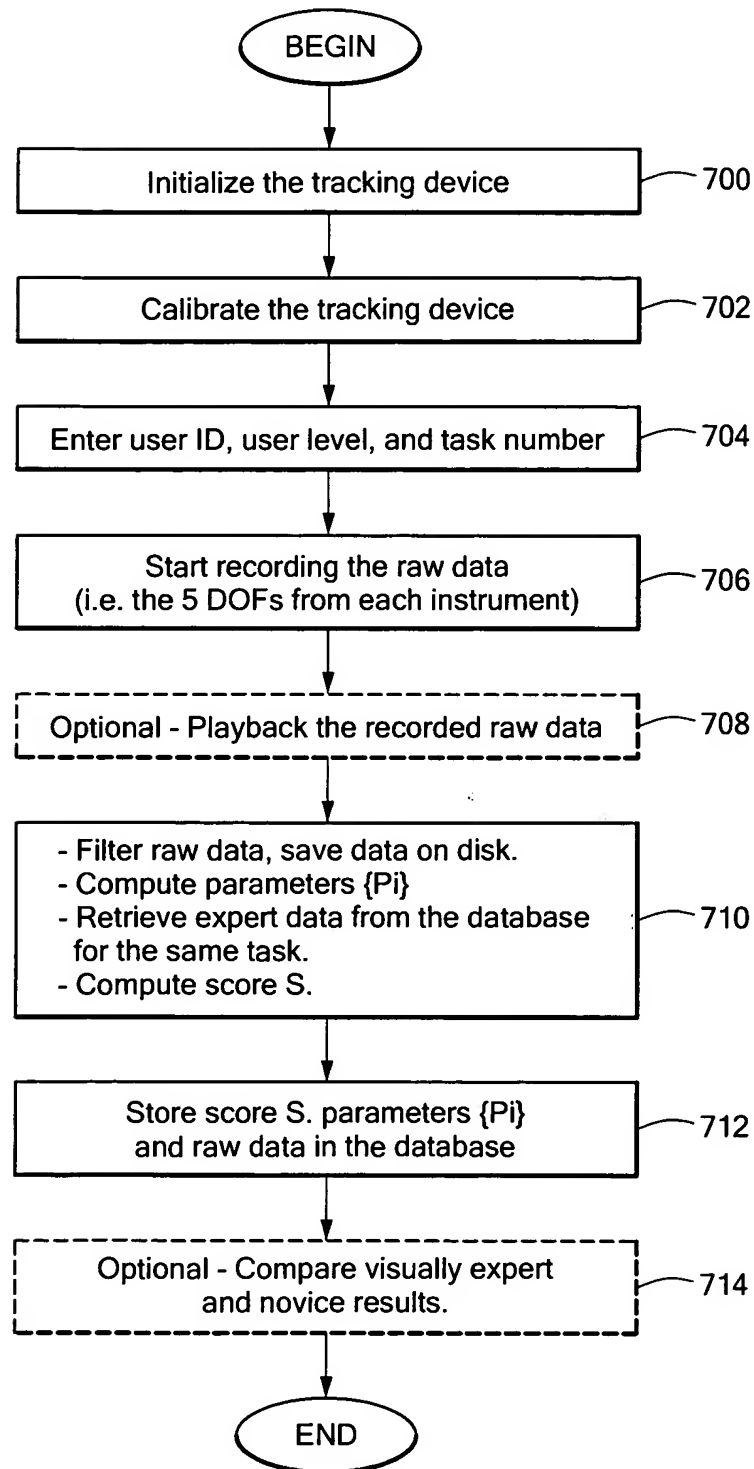 BEGIN
Initialize the tracking device
700
Calibrate the tracking device
702
Enter user ID, user level, and task number
704
Start recording the raw data
(i.e. the 5 DOFs from each instrument)
706
Optional - Playback the recorded raw data
708
- Filter raw data, save data on disk.
- Compute parameters {Pi}
- Retrieve expert data from the database
for the same task.
- Compute score S.
710
Store score S. parameters {Pi}
and raw data in the database
712
Optional - Compare visually expert
and novice results.
714
END